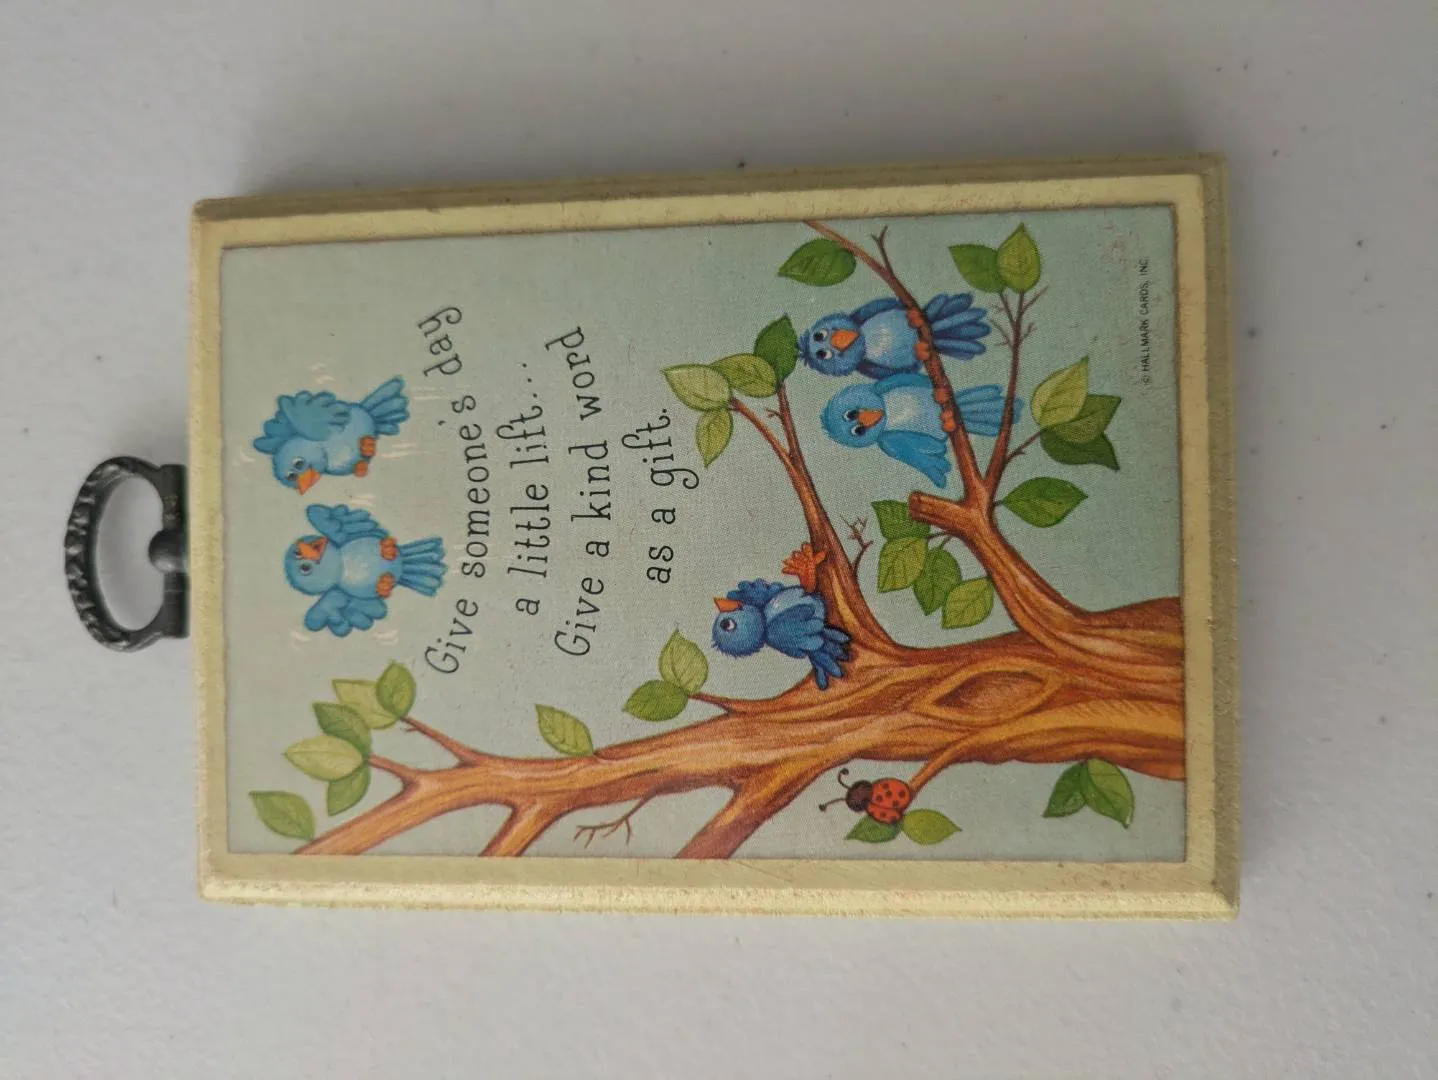 Give someone's day
a little lift...
Give a kind word
as a gift.
© HALLMARK CARDS, INC.